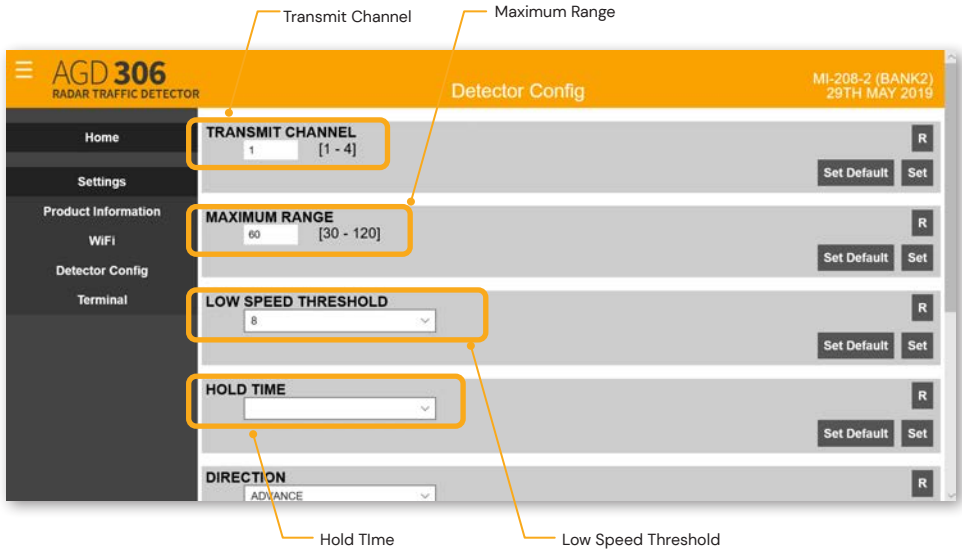 Transmit Channel
Maximum Range
AGD 306
RADAR TRAFFIC DETECTOR
Detector Config
MI-208-2 (BANK2)
29TH MAY 2019
Home
Settings
Product Information
WiFi
Detector Config
Terminal
TRANSMIT CHANNEL
1 [1 - 4]
R
Set Default Set
MAXIMUM RANGE
60 [30 - 120]
R
Set Default Set
LOW SPEED THRESHOLD
8
R
Set Default Set
HOLD TIME
R
Set Default Set
DIRECTION
ADVANCE
R
Hold TIme
Low Speed Threshold